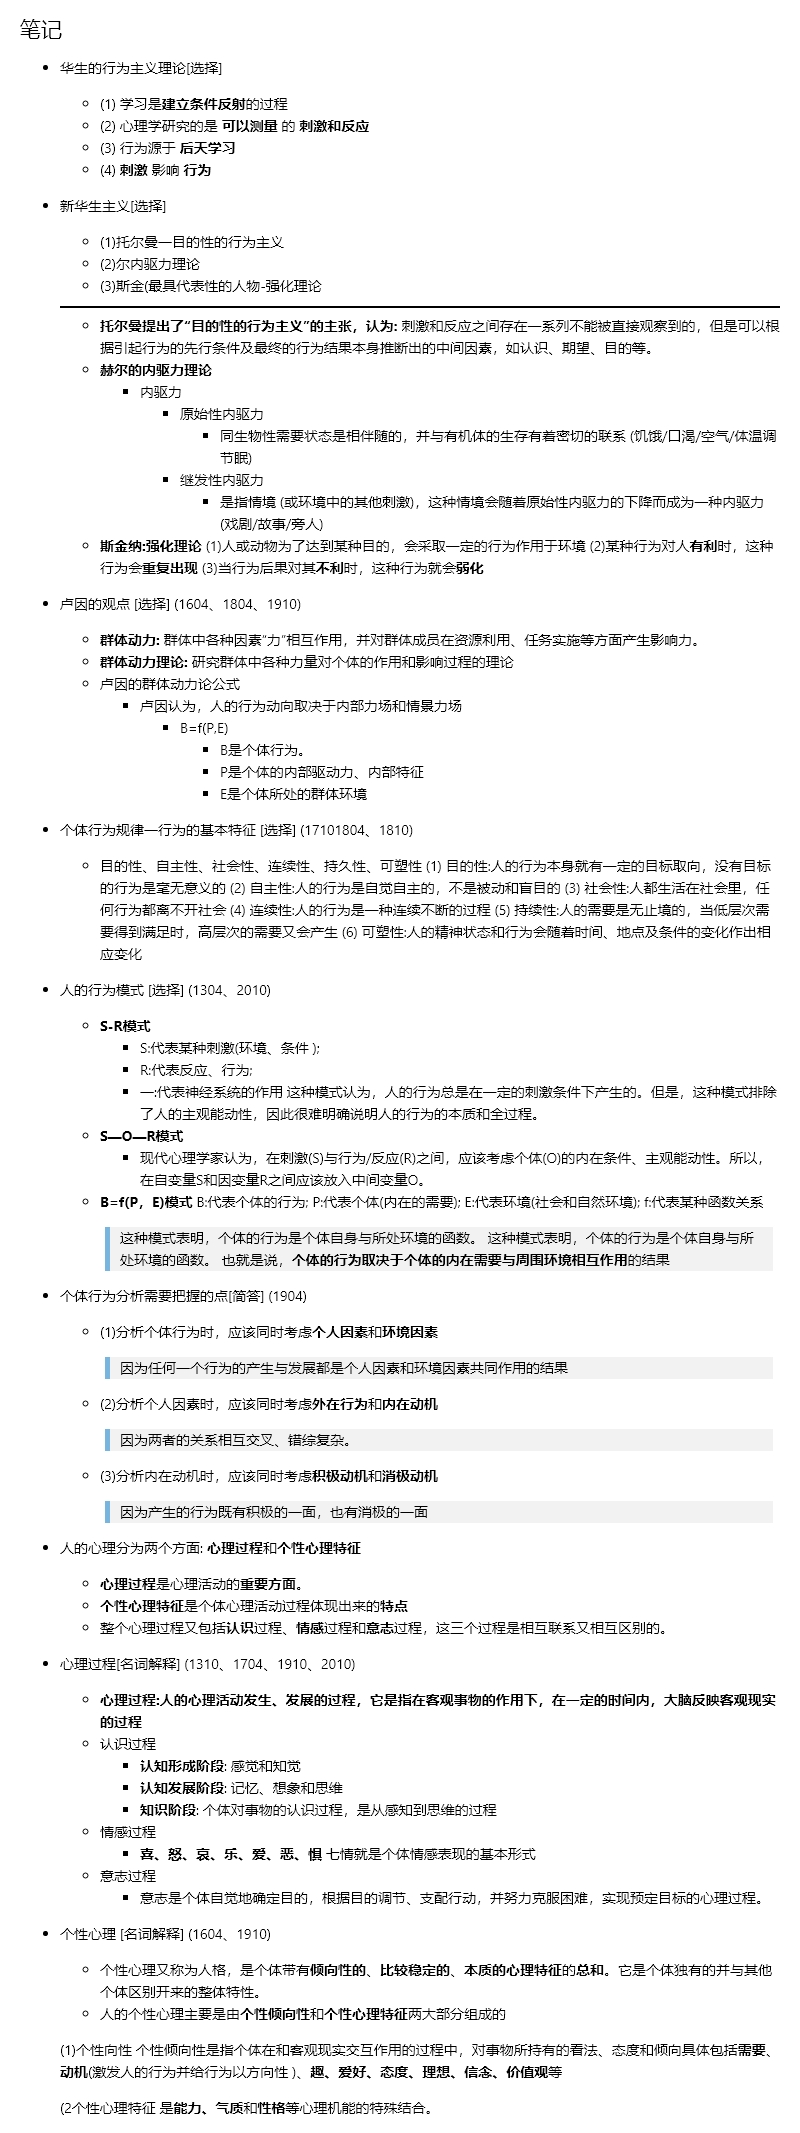 笔记
华生的行为主义理论[选择]
(1) 学习是建立条件反射的过程
(2) 心理学研究的是 可以测量 的 刺激和反应
(3) 行为源于 后天学习
(4) 刺激 影响 行为
新华生主义[选择]
(1)托尔曼一目的性的行为主义
(2)尔内驱力理论
(3)斯金(最具代表性的人物-强化理论
托尔曼提出了“目的性的行为主义”的主张，认为: 刺激和反应之间存在一系列不能被直接观察到的，但是可以根
据引起行为的先行条件及最终的行为结果本身推断出的中间因素，如认识、期望、目的等。
赫尔的内驱力理论
内驱力
原始性内驱力
同生物性需要状态是相伴随的，并与有机体的生存有着密切的联系 (饥饿/口渴/空气/体温调
节眠)
继发性内驱力
是指情境 (或环境中的其他刺激)，这种情境会随着原始性内驱力的下降而成为一种内驱力
(戏剧/故事/旁人)
斯金纳:强化理论 (1)人或动物为了达到某种目的，会采取一定的行为作用于环境 (2)某种行为对人有利时，这种
行为会重复出现 (3)当行为后果对其不利时，这种行为就会弱化
卢因的观点 [选择] (1604、1804、1910)
群体动力: 群体中各种因素“力”相互作用，并对群体成员在资源利用、任务实施等方面产生影响力。
群体动力理论: 研究群体中各种力量对个体的作用和影响过程的理论
卢因的群体动力论公式
卢因认为，人的行为动向取决于内部力场和情景力场
B=f(P,E)
B是个体行为。
P是个体的内部驱动力、内部特征
E是个体所处的群体环境
个体行为规律一行为的基本特征 [选择] (17101804、1810)
目的性、自主性、社会性、连续性、持久性、可塑性 (1) 目的性:人的行为本身就有一定的目标取向，没有目标
的行为是毫无意义的 (2) 自主性:人的行为是自觉自主的，不是被动和盲目的 (3) 社会性:人都生活在社会里，任
何行为都离不开社会 (4) 连续性:人的行为是一种连续不断的过程 (5) 持续性:人的需要是无止境的，当低层次需
要得到满足时，高层次的需要又会产生 (6) 可塑性:人的精神状态和行为会随着时间、地点及条件的变化作出相
应变化
人的行为模式 [选择] (1304、2010)
S-R模式
S:代表某种刺激(环境、条件 );
R:代表反应、行为;
一:代表神经系统的作用 这种模式认为，人的行为总是在一定的刺激条件下产生的。但是，这种模式排除
了人的主观能动性，因此很难明确说明人的行为的本质和全过程。
S—O—R模式
现代心理学家认为，在刺激(S)与行为/反应(R)之间，应该考虑个体(O)的内在条件、主观能动性。所以，
在自变量S和因变量R之间应该放入中间变量O。
B=f(P，E)模式 B:代表个体的行为; P:代表个体(内在的需要); E:代表环境(社会和自然环境); f:代表某种函数关系
这种模式表明，个体的行为是个体自身与所处环境的函数。 这种模式表明，个体的行为是个体自身与所
处环境的函数。 也就是说，个体的行为取决于个体的内在需要与周围环境相互作用的结果
个体行为分析需要把握的点[简答] (1904)
(1)分析个体行为时，应该同时考虑个人因素和环境因素
因为任何一个行为的产生与发展都是个人因素和环境因素共同作用的结果
(2)分析个人因素时，应该同时考虑外在行为和内在动机
因为两者的关系相互交叉、错综复杂。
(3)分析内在动机时，应该同时考虑积极动机和消极动机
因为产生的行为既有积极的一面，也有消极的一面
人的心理分为两个方面: 心理过程和个性心理特征
心理过程是心理活动的重要方面。
个性心理特征是个体心理活动过程体现出来的特点
整个心理过程又包括认识过程、情感过程和意志过程，这三个过程是相互联系又相互区别的。
心理过程[名词解释] (1310、1704、1910、2010)
心理过程:人的心理活动发生、发展的过程，它是指在客观事物的作用下，在一定的时间内，大脑反映客观现实
的过程
认识过程
认知形成阶段: 感觉和知觉
认知发展阶段: 记忆、想象和思维
知识阶段: 个体对事物的认识过程，是从感知到思维的过程
情感过程
喜、怒、哀、乐、爱、恶、惧 七情就是个体情感表现的基本形式
意志过程
意志是个体自觉地确定目的，根据目的调节、支配行动，并努力克服困难，实现预定目标的心理过程。
个性心理 [名词解释] (1604、1910)
个性心理又称为人格，是个体带有倾向性的、比较稳定的、本质的心理特征的总和。它是个体独有的并与其他
个体区别开来的整体特性。
人的个性心理主要是由个性倾向性和个性心理特征两大部分组成的
(1)个性向性 个性倾向性是指个体在和客观现实交互作用的过程中，对事物所持有的看法、态度和倾向具体包括需要、
动机(激发人的行为并给行为以方向性 )、趣、爱好、态度、理想、信念、价值观等
(2个性心理特征 是能力、气质和性格等心理机能的特殊结合。